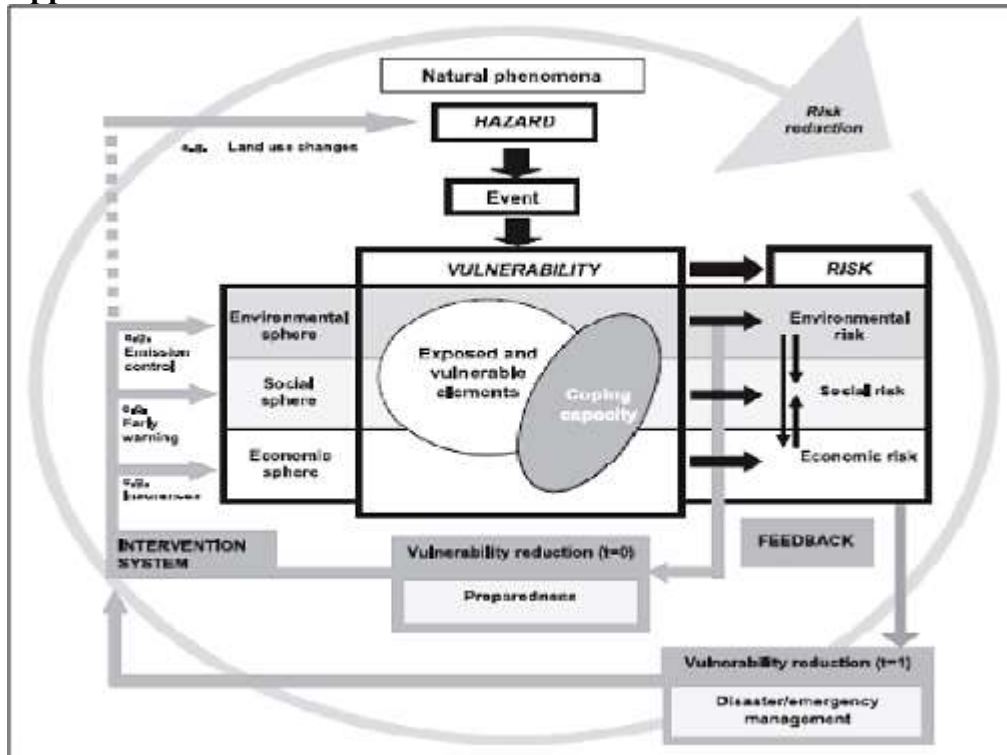 Natural phenomena
HAZARD
Risk
reduction
e.g.
Land use changes
Event
VULNERABILITY
RISK
Environmental
sphere
Environmental
risk
e.g.
Emission
control
Exposed and
vulnerable
elements
Social
sphere
Coping
capacity
Social risk
e.g.
Early
warning
Economic
sphere
Economic risk
e.g.
Insurances
INTERVENTION
SYSTEM
Vulnerability reduction (t=0)
FEEDBACK
Preparedness
Vulnerability reduction (t=1)
Disaster/emergency
management